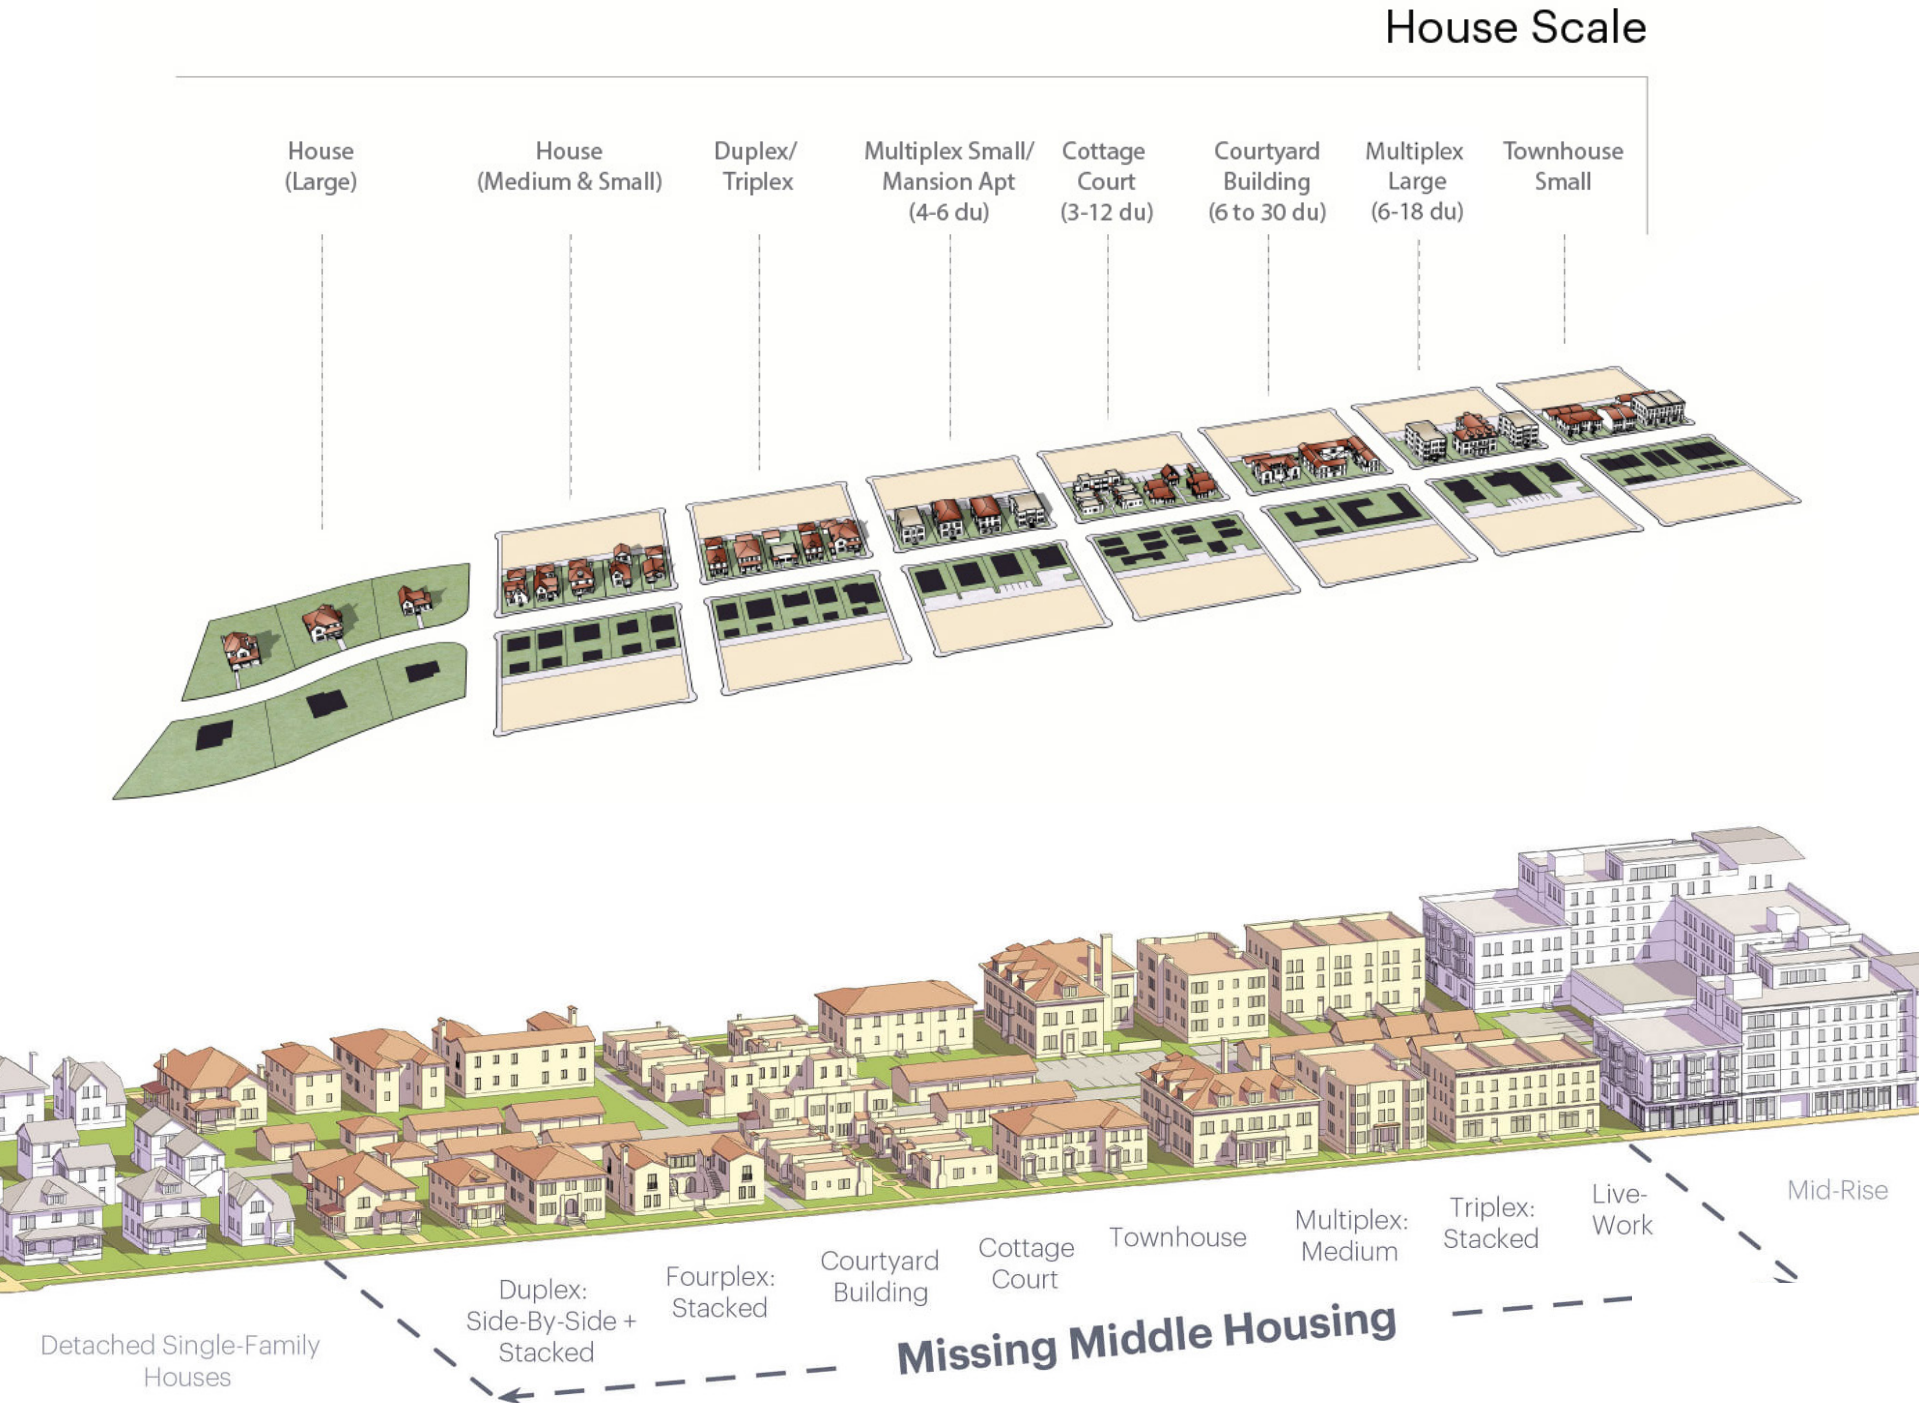 House Scale
House
(Large)
House
(Medium & Small)
Duplex/
Triplex
Multiplex Small/
Mansion Apt
(4-6 du)
Cottage
Court
(3-12 du)
Courtyard
Building
(6 to 30 du)
Multiplex
Large
(6-18 du)
Townhouse
Small
Detached Single-Family
Houses
Duplex:
Side-By-Side +
Stacked
Fourplex:
Stacked
Courtyard
Building
Cottage
Court
Townhouse
Multiplex:
Medium
Triplex:
Stacked
Live-
Work
Mid-Rise
Missing Middle Housing